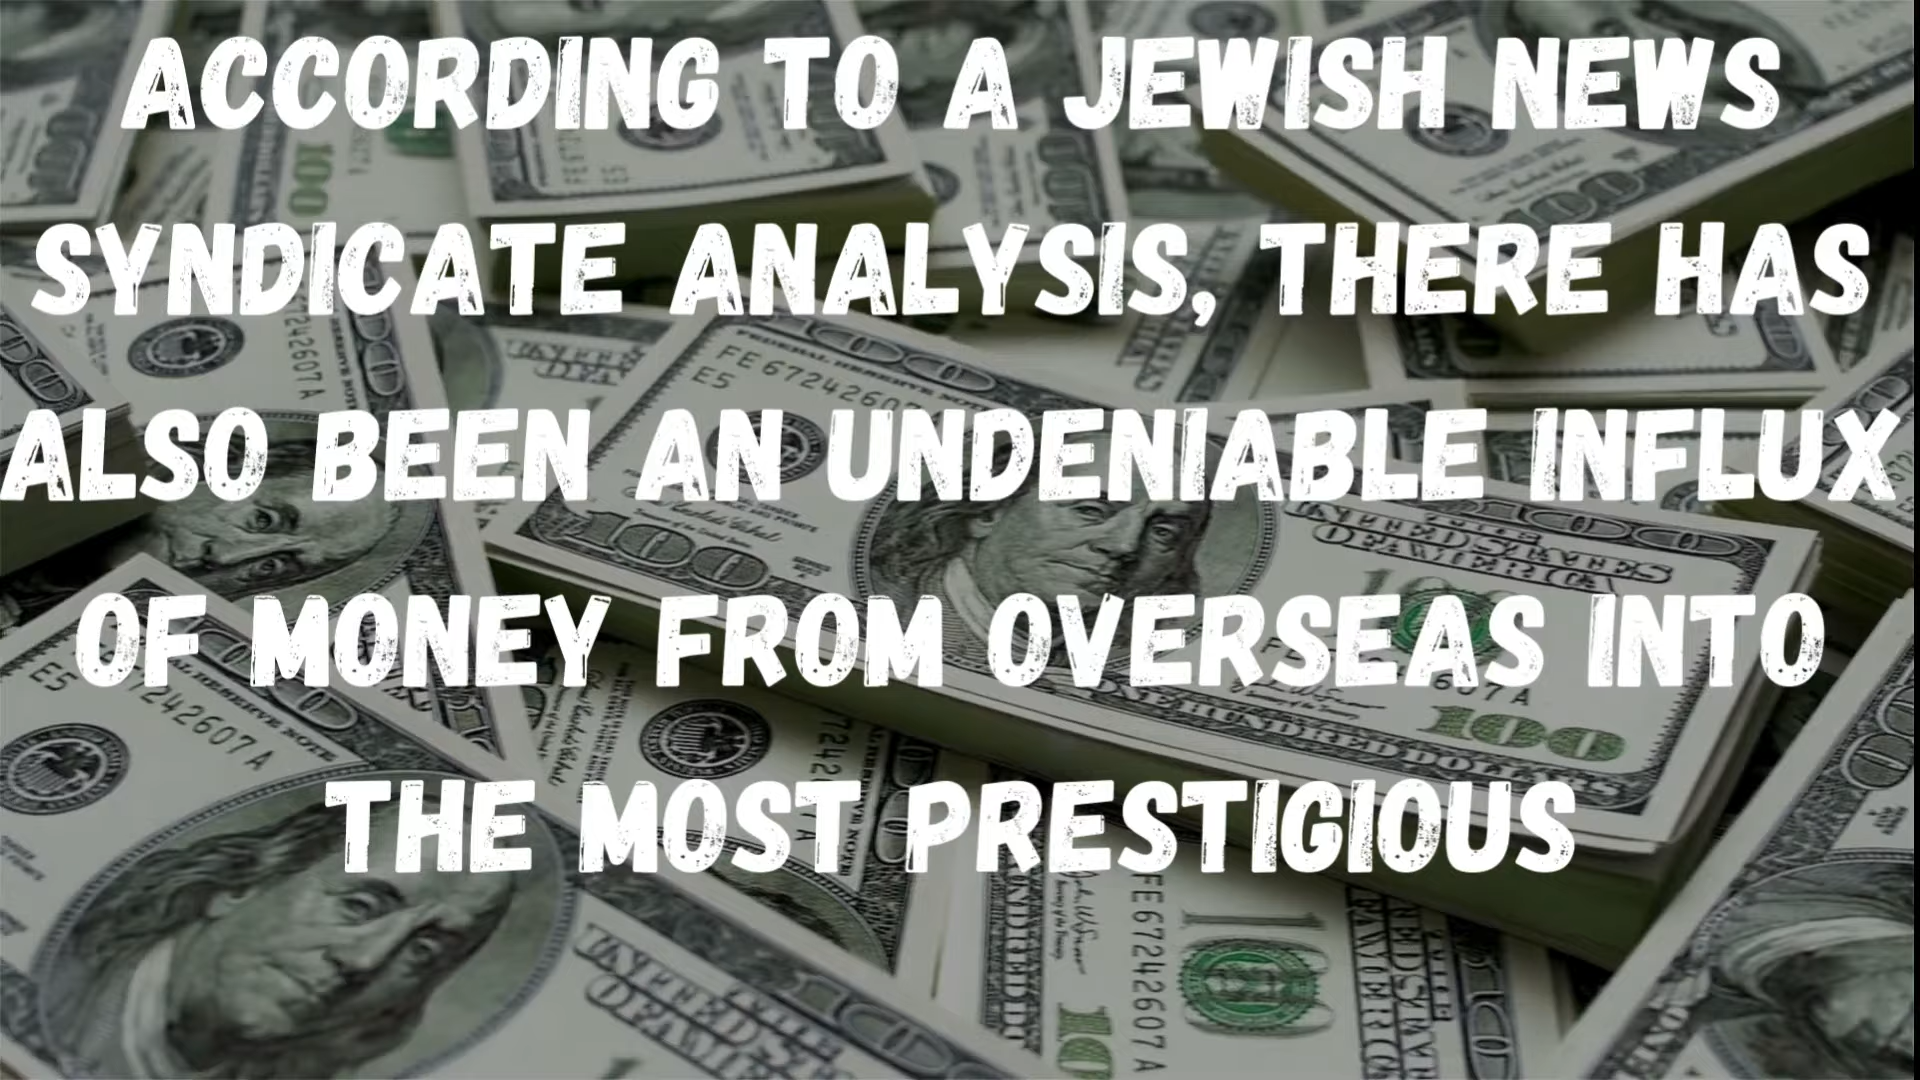 ACCORDING TO A JEWISH NEWS
SYNDICATE ANALYSIS, THERE HAS
ALSO BEEN AN UNDENIABLE INFLUX
OF MONEY FROM OVERSEAS INTO
THE MOST PRESTIGIOUS